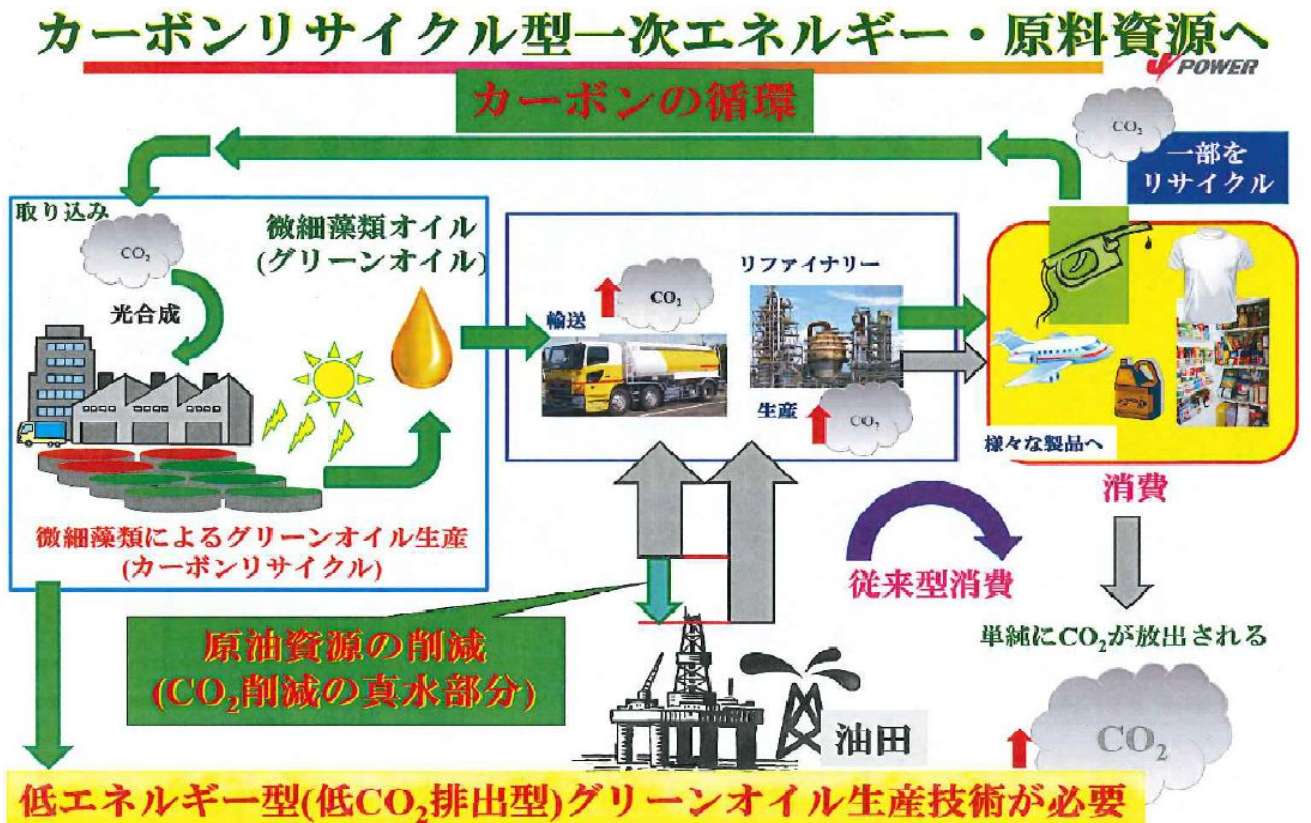 カーボンリサイクル型一次エネルギー・原料資源へ
J POWER
カーボンの循環
CO₂
一部を
リサイクル
取り込み
CO₂
光合成
微細藻類オイル
(グリーンオイル)
微細藻類によるグリーンオイル生産
(カーボンリサイクル)
輸送
CO₂
リファイナリー
生産
CO₂
様々な製品へ
消費
従来型消費
単純にCO₂が放出される
CO₂
原油資源の削減
(CO₂削減の真水部分)
油田
低エネルギー型(低CO₂排出型)グリーンオイル生産技術が必要